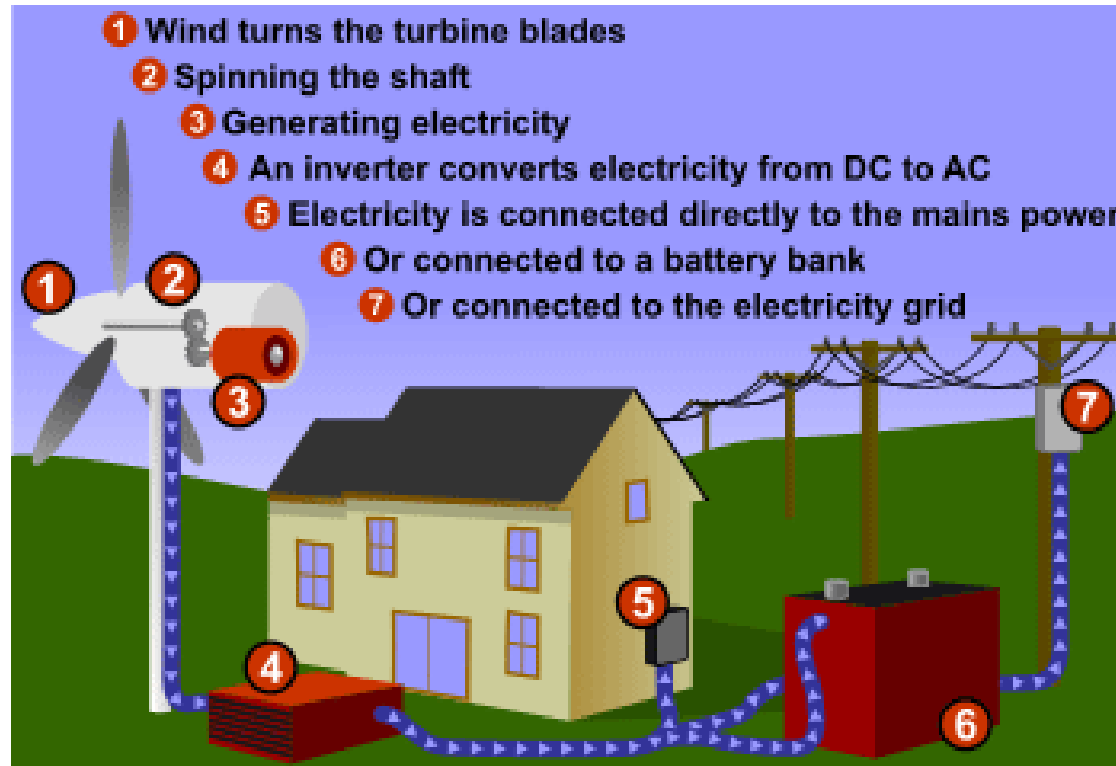 1 Wind turns the turbine blades
2 Spinning the shaft
3 Generating electricity
4 An inverter converts electricity from DC to AC
5 Electricity is connected directly to the mains power
6 Or connected to a battery bank
7 Or connected to the electricity grid
1
2
3
7
5
4
6